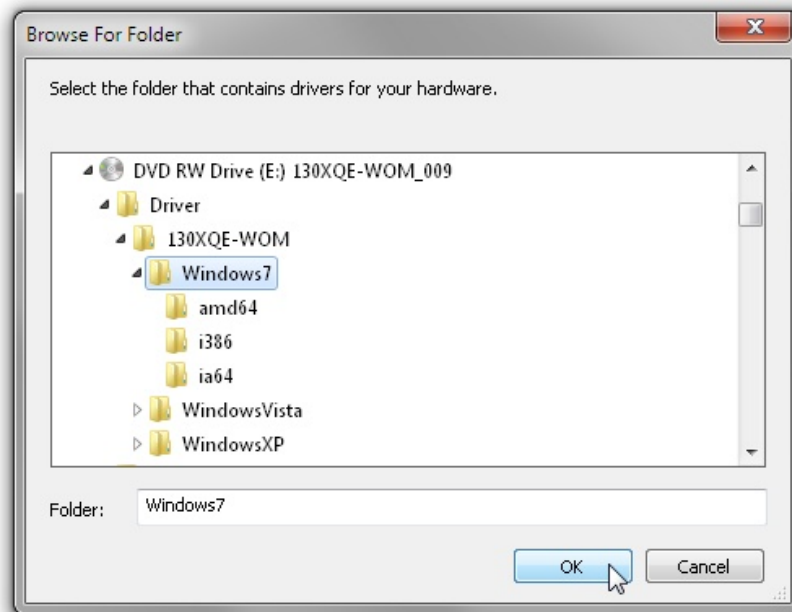 Browse For Folder
Select the folder that contains drivers for your hardware.
DVD RW Drive (E:) 130XQE-WOM_009
Driver
130XQE-WOM
Windows7
amd64
i386
ia64
WindowsVista
WindowsXP
Folder: Windows7
OK Cancel